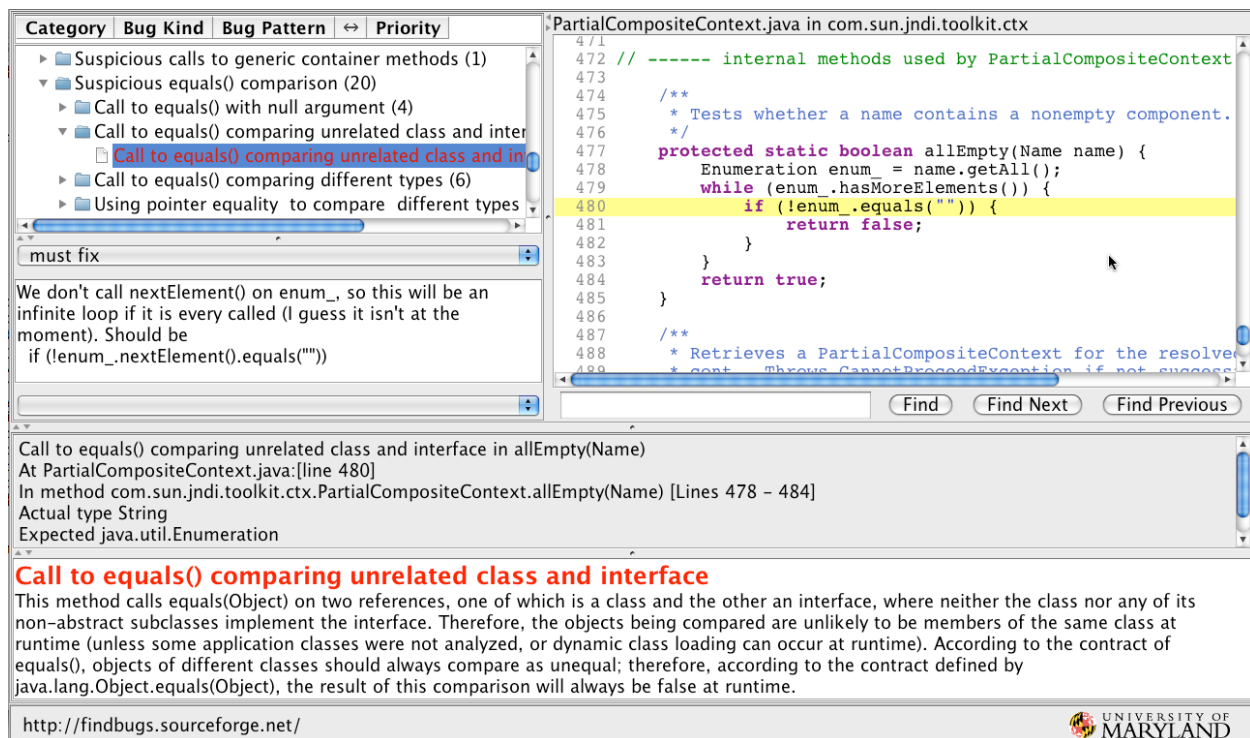 Category Bug Kind Bug Pattern ↔ Priority
Suspicious calls to generic container methods (1)
Suspicious equals() comparison (20)
Call to equals() with null argument (4)
Call to equals() comparing unrelated class and inter
Call to equals() comparing unrelated class and in
Call to equals() comparing different types (6)
Using pointer equality to compare different types
must fix
We don't call nextElement() on enum_, so this will be an
infinite loop if it is every called (I guess it isn't at the
moment). Should be
if (!enum_.nextElement().equals(""))
PartialCompositeContext.java in com.sun.jndi.toolkit.ctx
471
472 // ------ internal methods used by PartialCompositeContext
473
474 /**
475 * Tests whether a name contains a nonempty component.
476 */
477 protected static boolean allEmpty(Name name) {
478 Enumeration enum_ = name.getAll();
479 while (enum_.hasMoreElements()) {
480 if (!enum_.equals("")) {
481 return false;
482 }
483 }
484 return true;
485 }
486
487 /**
488 * Retrieves a PartialCompositeContext for the resolve
489 * cont. Throws CannotProceedException if not success
Find Find Next Find Previous
Call to equals() comparing unrelated class and interface in allEmpty(Name)
At PartialCompositeContext.java:[line 480]
In method com.sun.jndi.toolkit.ctx.PartialCompositeContext.allEmpty(Name) [Lines 478 - 484]
Actual type String
Expected java.util.Enumeration
Call to equals() comparing unrelated class and interface
This method calls equals(Object) on two references, one of which is a class and the other an interface, where neither the class nor any of its
non-abstract subclasses implement the interface. Therefore, the objects being compared are unlikely to be members of the same class at
runtime (unless some application classes were not analyzed, or dynamic class loading can occur at runtime). According to the contract of
equals(), objects of different classes should always compare as unequal; therefore, according to the contract defined by
java.lang.Object.equals(Object), the result of this comparison will always be false at runtime.
http://findbugs.sourceforge.net/
UNIVERSITY OF
MARYLAND